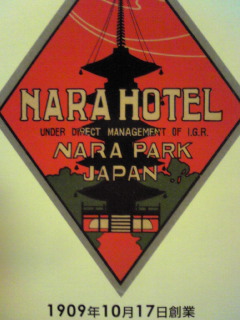 NARA HOTEL
UNDER DIRECT MANAGEMENT OF I.G.R.
NARA PARK
JAPAN
1909年10月17日創業